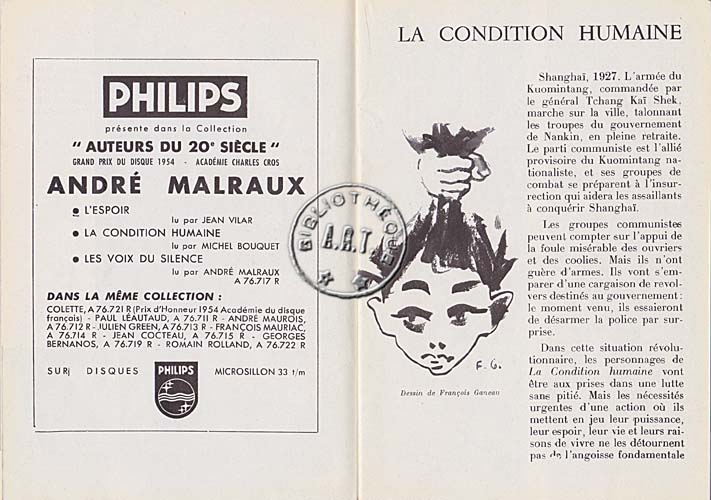 PHILIPS
présente dans la Collection
" AUTEURS DU 20e SIÈCLE "
GRAND PRIX DU DISQUE 1954 - ACADÉMIE CHARLES CROS
ANDRÉ MALRAUX
● L'ESPOIR
lu par JEAN VILAR
● LA CONDITION HUMAINE
lu par MICHEL BOUQUET
● LES VOIX DU SILENCE
lu par ANDRÉ MALRAUX
A 76.717 R
DANS LA MÊME COLLECTION :
COLETTE, A 76.721 R (Prix d'Honneur 1954 Académie du disque
français) - PAUL LÉAUTAUD, A 76.711 R - ANDRÉ MAUROIS,
A 76.712 R - JULIEN GREEN, A 76.713 R - FRANÇOIS MAURIAC,
A 76.714 R - JEAN COCTEAU, A 76.715 R - GEORGES
BERNANOS, A 76.719 R - ROMAIN ROLLAND, A 76.722 R
SUR DISQUES PHILIPS MICROSILLON 33 t/m
BIBLIOTHÈQUE
A.R.T.
LA CONDITION HUMAINE
F. G.
Dessin de François Ganeau
Shanghaï, 1927. L'armée du
Kuomintang, commandée par
le général Tchang Kaï Shek,
marche sur la ville, talonnant
les troupes du gouvernement
de Nankin, en pleine retraite.
Le parti communiste est l'allié
provisoire du Kuomintang na-
tionaliste, et ses groupes de
combat se préparent à l'insur-
rection qui aidera les assaillants
à conquérir Shanghaï.
Les groupes communistes
peuvent compter sur l'appui de
la foule misérable des ouvriers
et des coolies. Mais ils n'ont
guère d'armes. Ils vont s'em-
parer d'une cargaison de revol-
vers destinés au gouvernement :
le moment venu, ils essaieront
de désarmer la police par sur-
prise.
Dans cette situation révolu-
tionnaire, les personnages de
La Condition humaine vont
être aux prises dans une lutte
sans pitié. Mais les nécessités
urgentes d'une action où ils
mettent en jeu leur puissance,
leur espoir, leur vie et leurs rai-
sons de vivre ne les détournent
pas de l'angoisse fondamentale